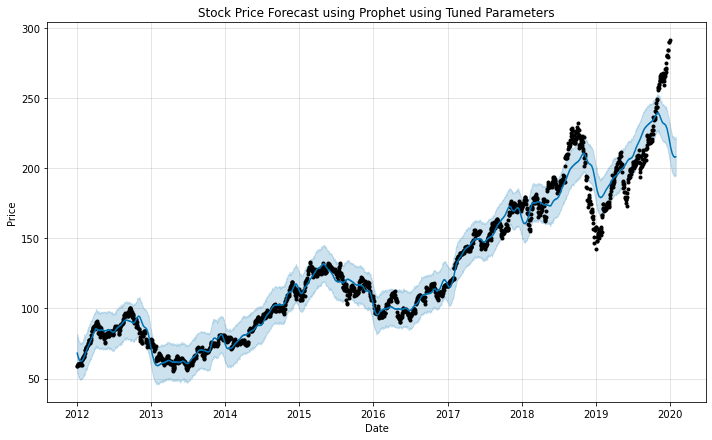 Stock Price Forecast using Prophet using Tuned Parameters
300
250
200
150
100
50
Price
2012 2013 2014 2015 2016 2017 2018 2019 2020
Date